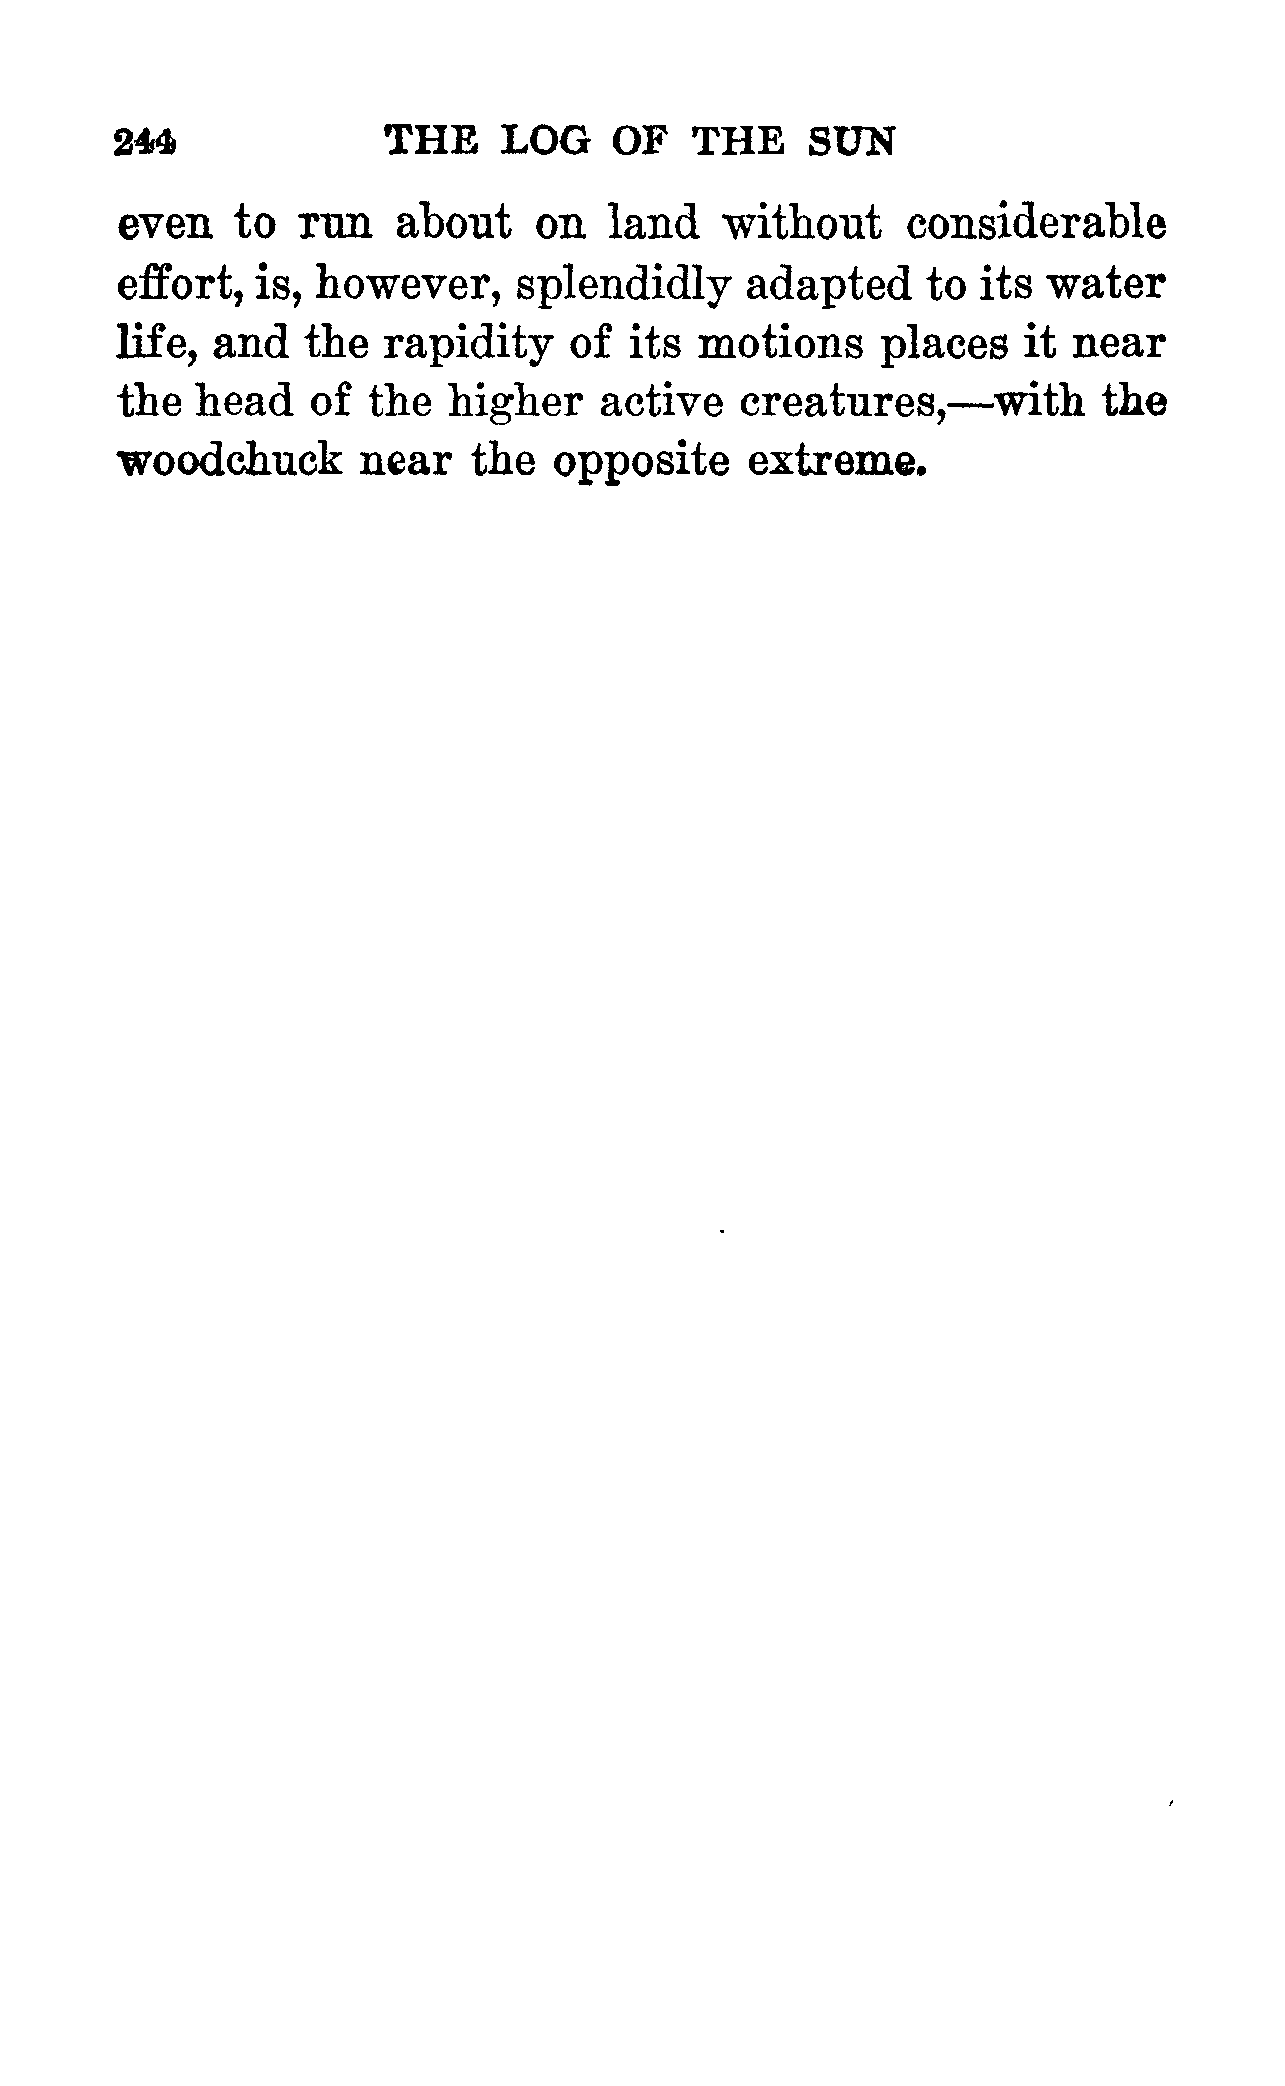 244 THE LOG OF THE SUN
even to run about on land without considerable
effort, is, however, splendidly adapted to its water
life, and the rapidity of its motions places it near
the head of the higher active creatures,—with the
woodchuck near the opposite extreme.